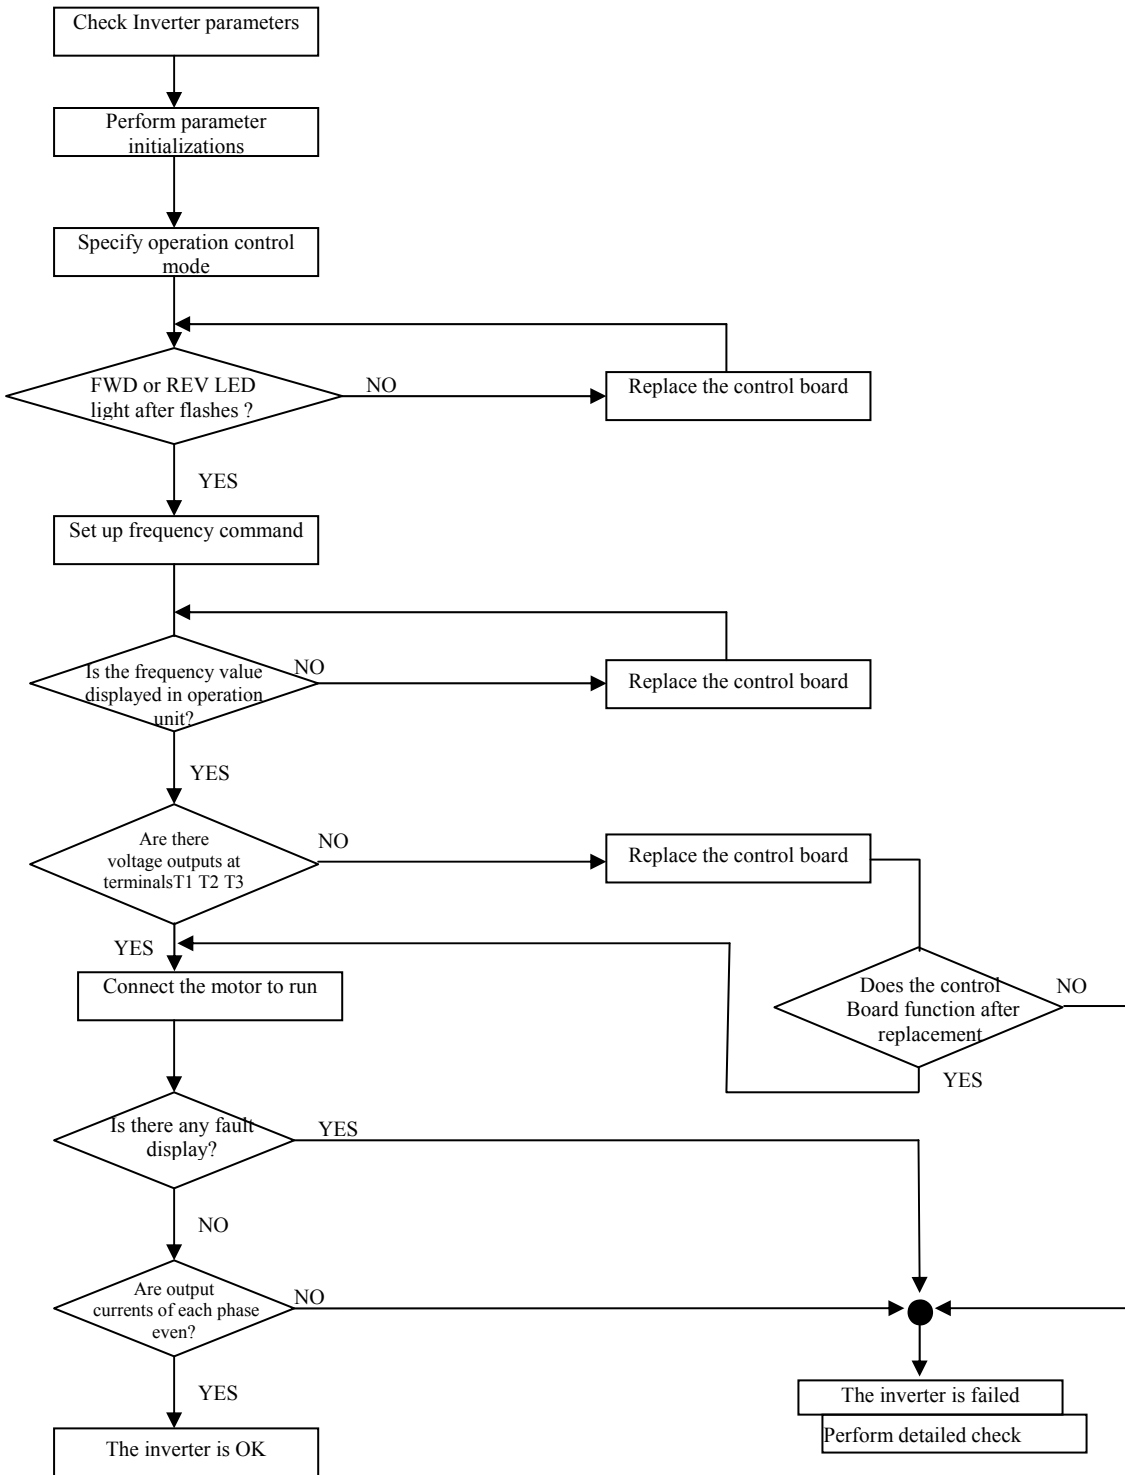 Check Inverter parameters
Perform parameter
initializations
Specify operation control
mode
FWD or REV LED
light after flashes ?
NO
Replace the control board
YES
Set up frequency command
Is the frequency value
displayed in operation
unit?
NO
Replace the control board
YES
Are there
voltage outputs at
terminalsT1 T2 T3
NO
Replace the control board
YES
Connect the motor to run
Does the control
Board function after
replacement
NO
YES
Is there any fault
display?
YES
NO
Are output
currents of each phase
even?
NO
YES
The inverter is failed
Perform detailed check
The inverter is OK